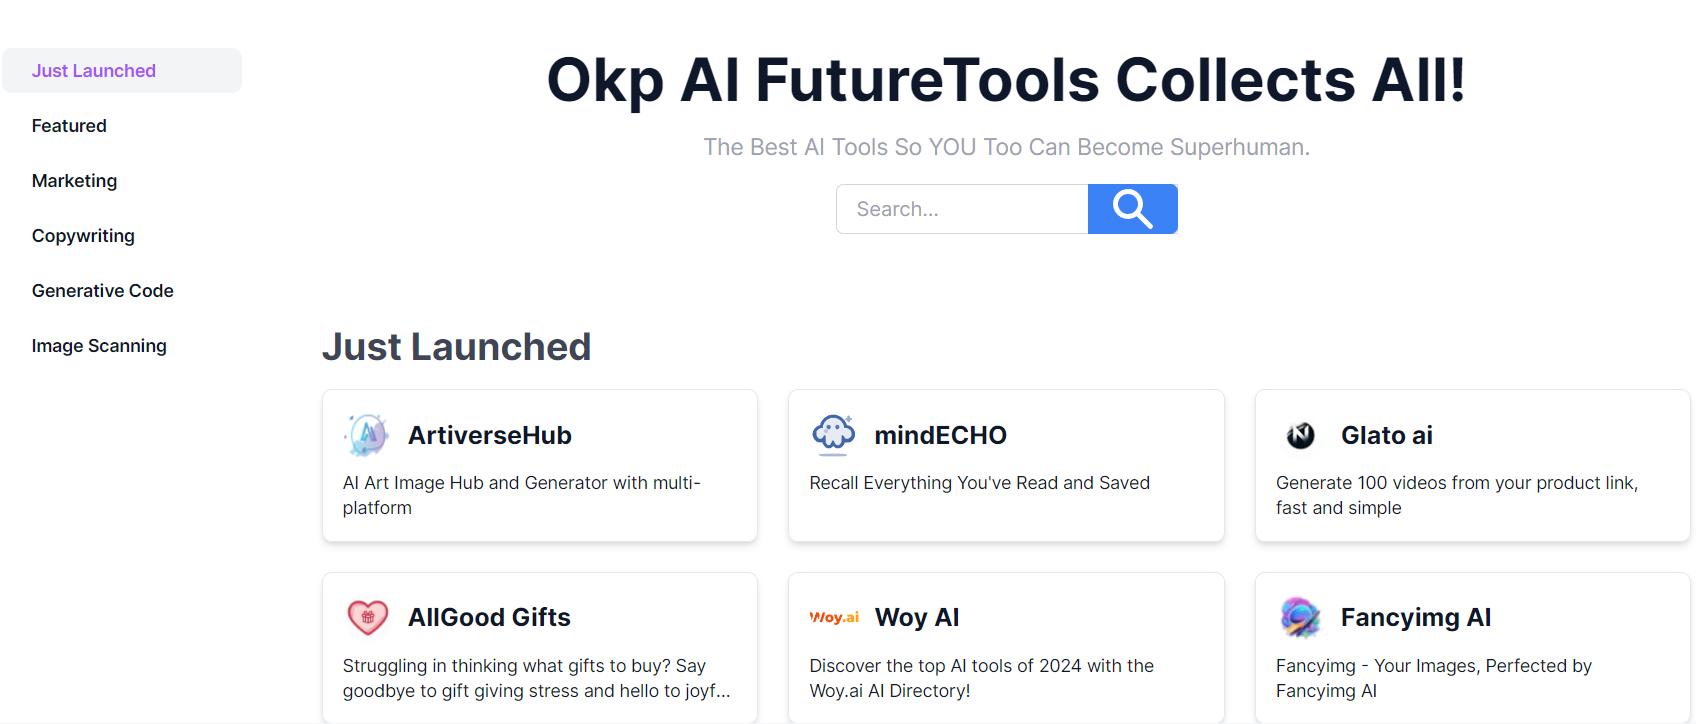 Just Launched
Featured
Marketing
Copywriting
Generative Code
Image Scanning
Okp AI FutureTools Collects All!
The Best AI Tools So YOU Too Can Become Superhuman.
Search...
Just Launched
ArtiverseHub
AI Art Image Hub and Generator with multi-
platform
mindECHO
Recall Everything You've Read and Saved
Glato ai
Generate 100 videos from your product link,
fast and simple
AllGood Gifts
Struggling in thinking what gifts to buy? Say
goodbye to gift giving stress and hello to joyf...
Woy.ai
Woy AI
Discover the top AI tools of 2024 with the
Woy.ai AI Directory!
Fancyimg AI
Fancyimg - Your Images, Perfected by
Fancyimg AI